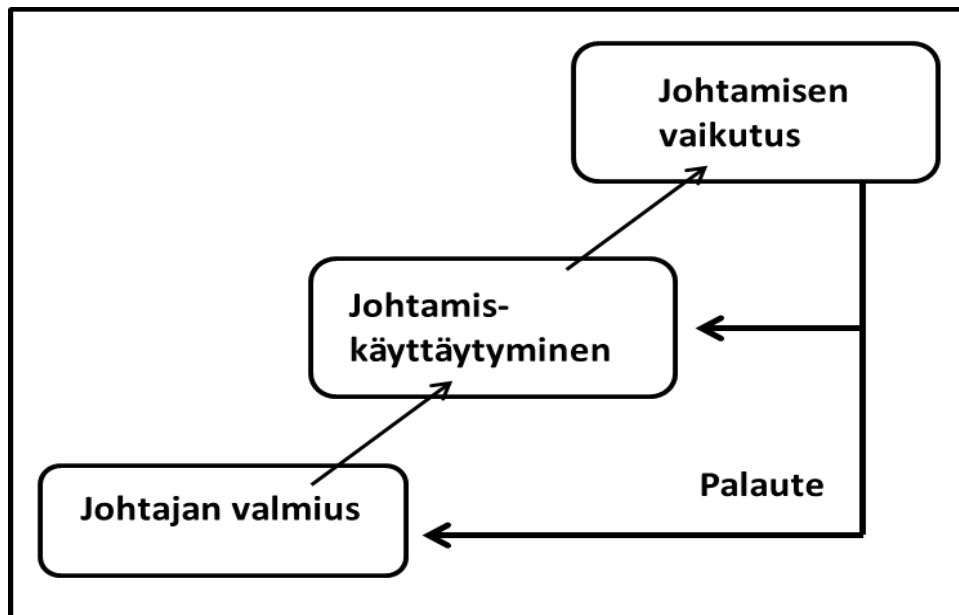 Johtamisen
vaikutus
Johtamis-
käyttäytyminen
Palaute
Johtajan valmius